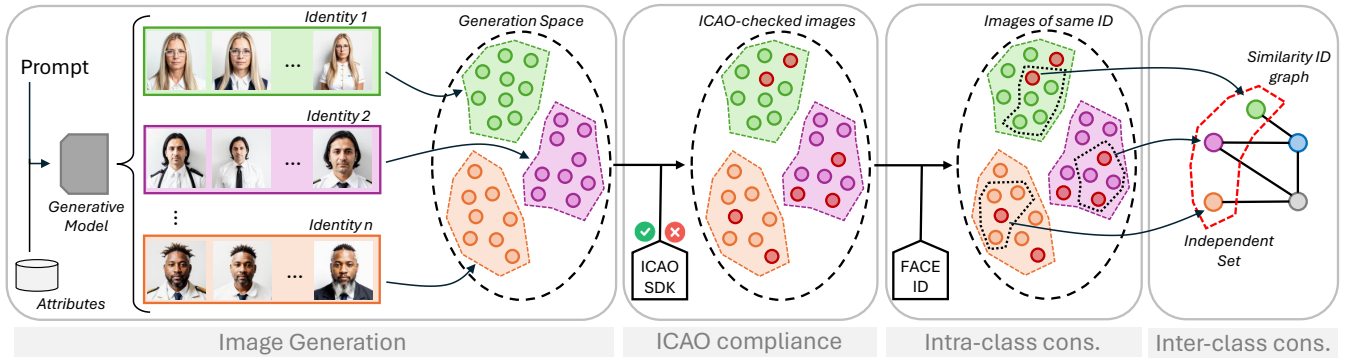 Identity 1
Generation Space
ICAO-checked images
Images of same ID
Similarity ID
graph
Prompt
...
Identity 2
...
Generative
Model
...
Identity n
ICAO
SDK
FACE
ID
Independent
Set
Attributes
...
Image Generation
ICAO compliance
Intra-class cons.
Inter-class cons.